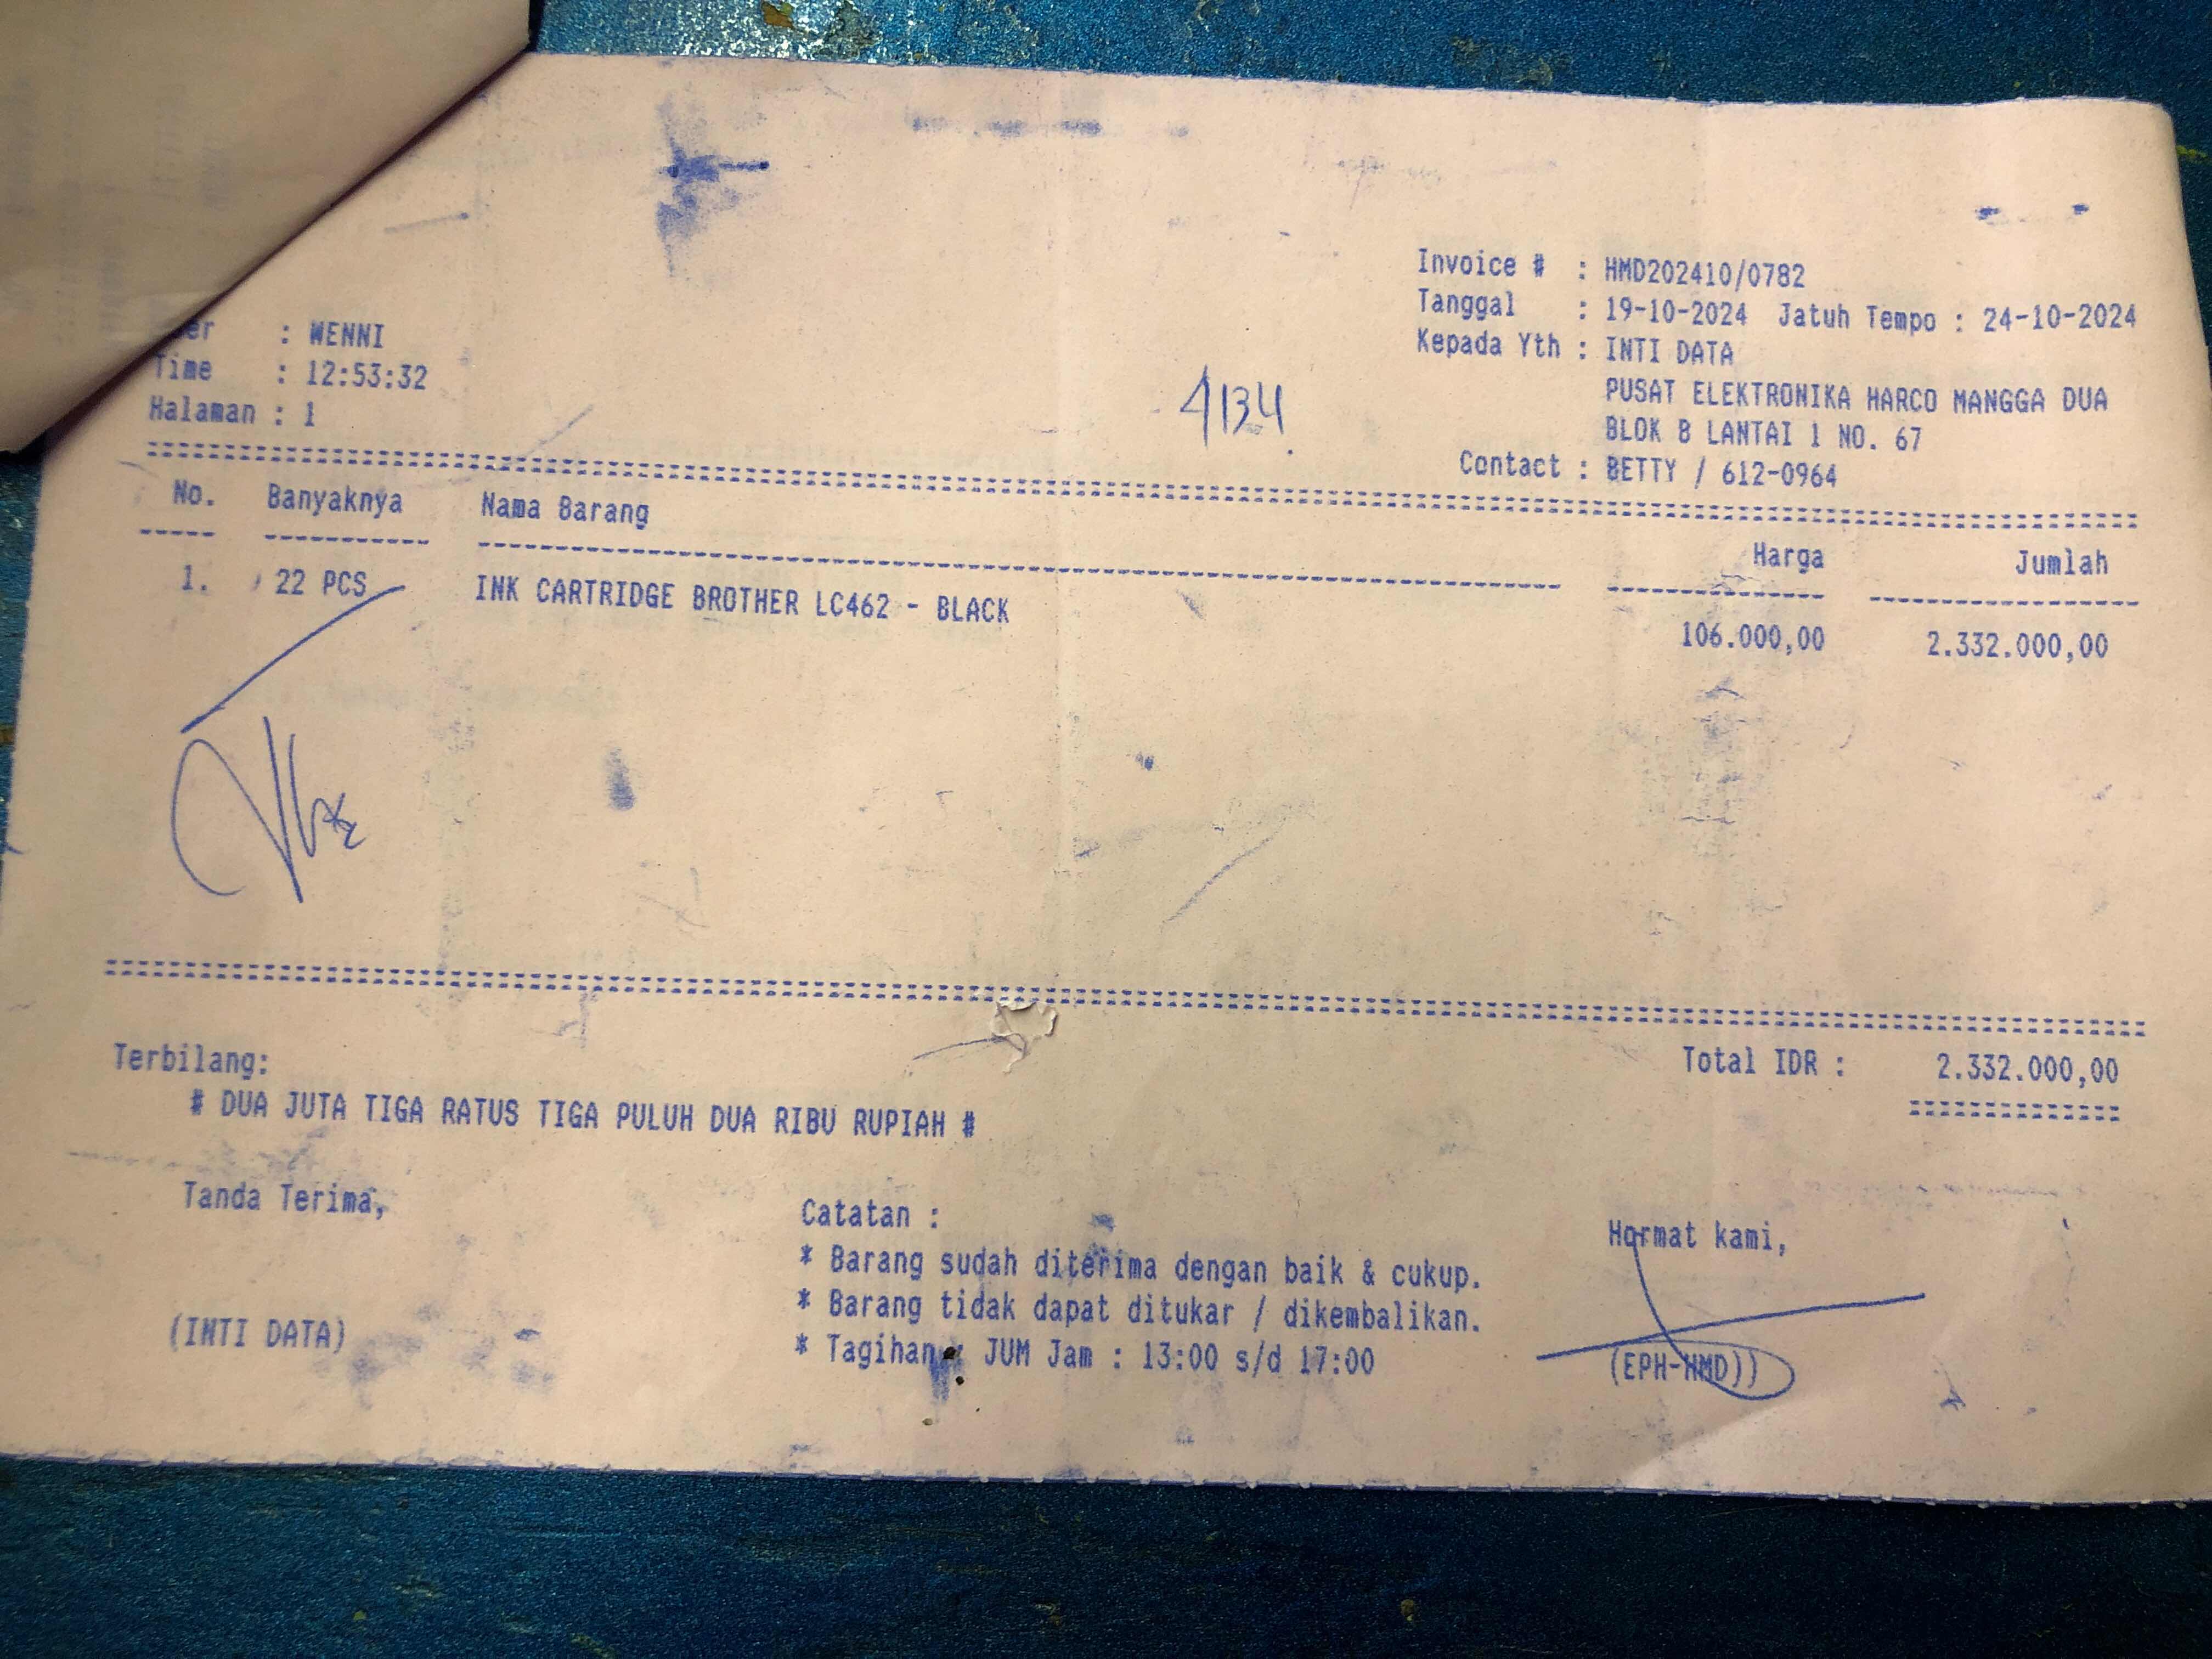 Invoice # : HMD202410/0782
Tanggal : 19-10-2024 Jatuh Tempo : 24-10-2024
Kepada Yth : INTI DATA
PUSAT ELEKTRONIKA HARCO MANGGA DUA
BLOK B LANTAI 1 NO. 67
Contact : BETTY / 612-0964
: WENNI
Time : 12:53:32
Halaman : 1
4134
No. Banyaknya Nama Barang Harga Jumlah
1. 22 PCS INK CARTRIDGE BROTHER LC462 - BLACK 106.000,00 2.332.000,00
Total IDR : 2.332.000,00
Terbilang:
# DUA JUTA TIGA RATUS TIGA PULUH DUA RIBU RUPIAH #
Tanda Terima,
(INTI DATA)
Catatan :
* Barang sudah diterima dengan baik & cukup.
* Barang tidak dapat ditukar / dikembalikan.
* Tagihan : JUM Jam : 13:00 s/d 17:00
Hormat kami,
(EPH-HMD))